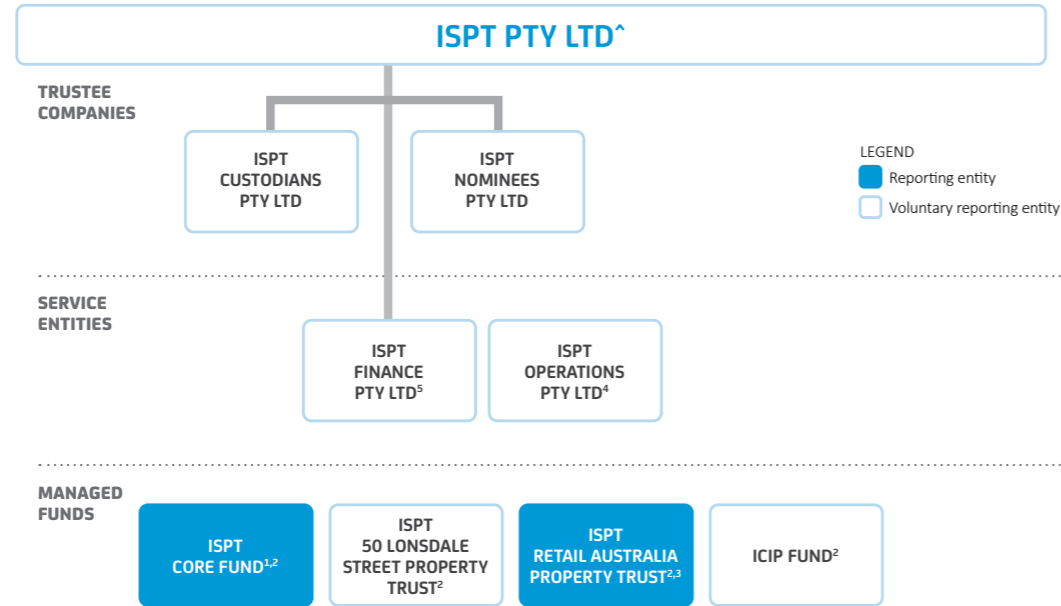 ISPT PTY LTD^
TRUSTEE
COMPANIES
ISPT
CUSTODIANS
PTY LTD
ISPT
NOMINEES
PTY LTD
LEGEND
Reporting entity
Voluntary reporting entity
SERVICE
ENTITIES
ISPT
FINANCE
PTY LTD⁵
ISPT
OPERATIONS
PTY LTD⁴
MANAGED
FUNDS
ISPT
CORE FUND¹,²
ISPT
50 LONSDALE
STREET PROPERTY
TRUST²
ISPT
RETAIL AUSTRALIA
PROPERTY TRUST²,³
ICIP FUND²